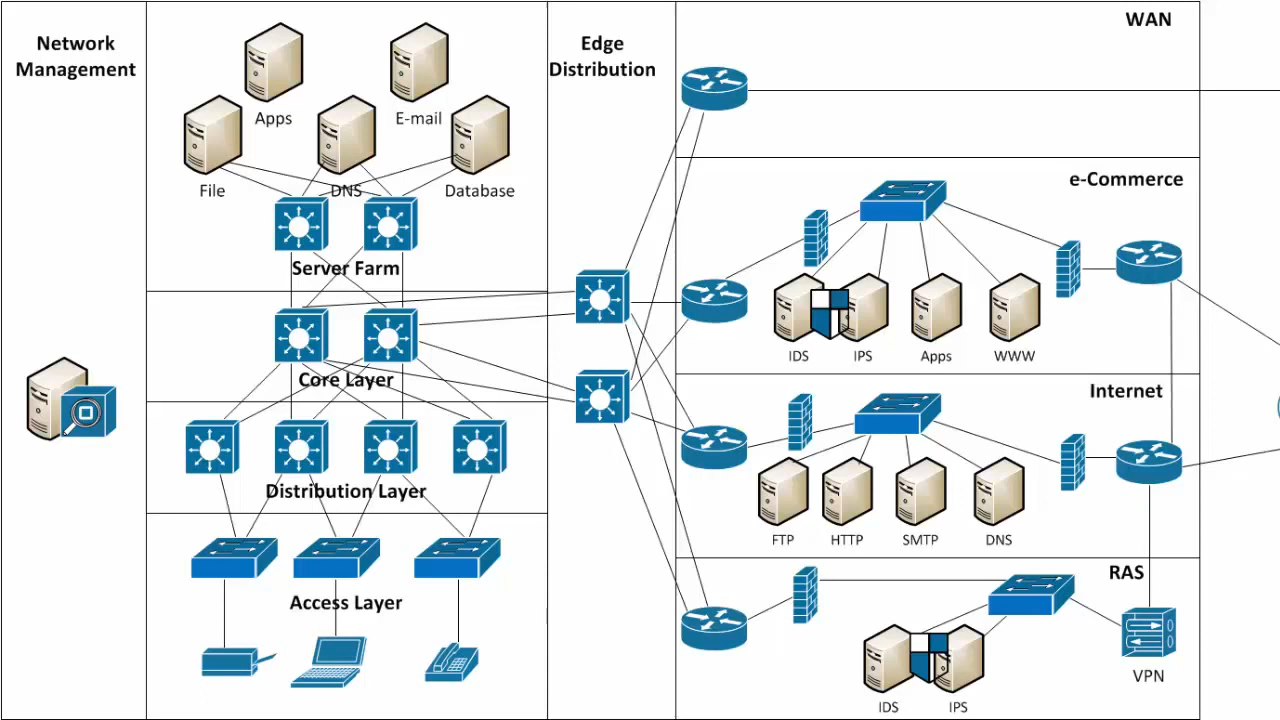 Network
Management
Apps
E-mail
File
DNS
Database
Server Farm
Core Layer
Distribution Layer
Access Layer
Edge
Distribution
WAN
e-Commerce
IDS
IPS
Apps
WWW
Internet
FTP
HTTP
SMTP
DNS
RAS
IDS
IPS
VPN